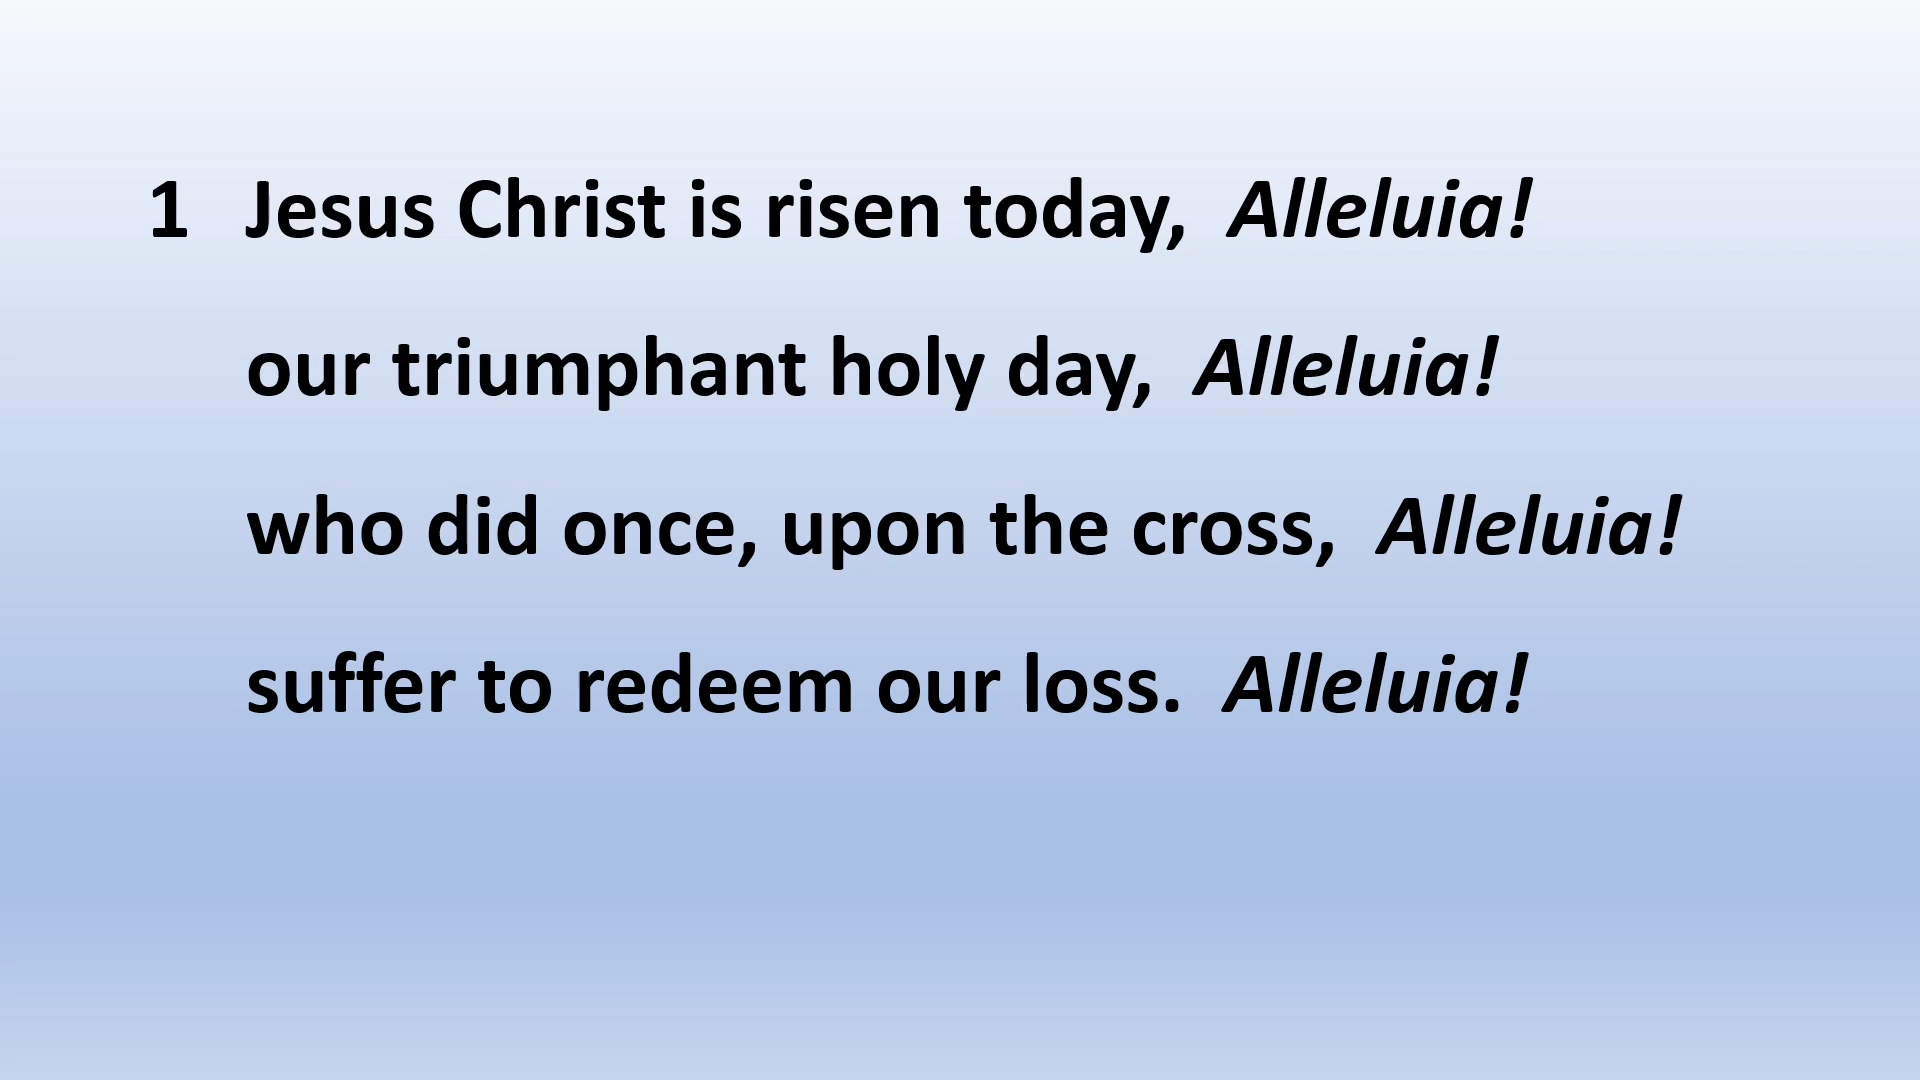 1 Jesus Christ is risen today, Alleluia!
our triumphant holy day, Alleluia!
who did once, upon the cross, Alleluia!
suffer to redeem our loss. Alleluia!